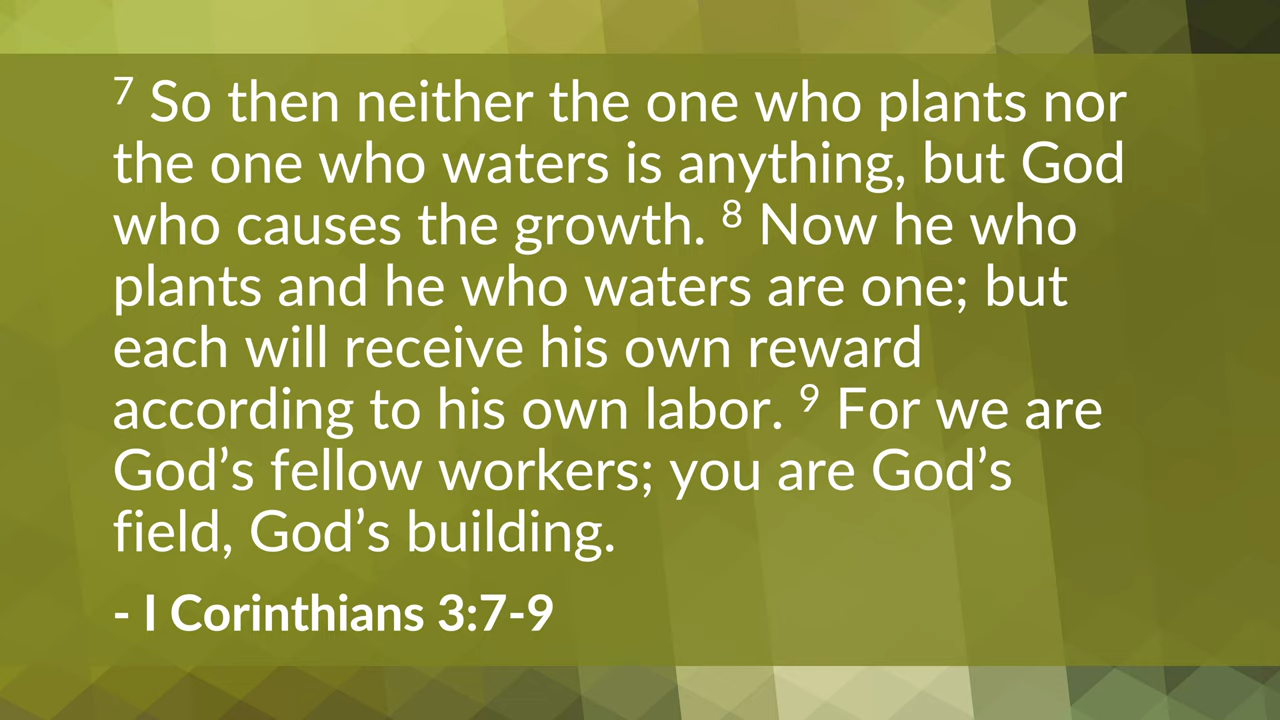 7 So then neither the one who plants nor
the one who waters is anything, but God
who causes the growth. 8 Now he who
plants and he who waters are one; but
each will receive his own reward
according to his own labor. 9 For we are
God’s fellow workers; you are God’s
field, God’s building.
- I Corinthians 3:7-9